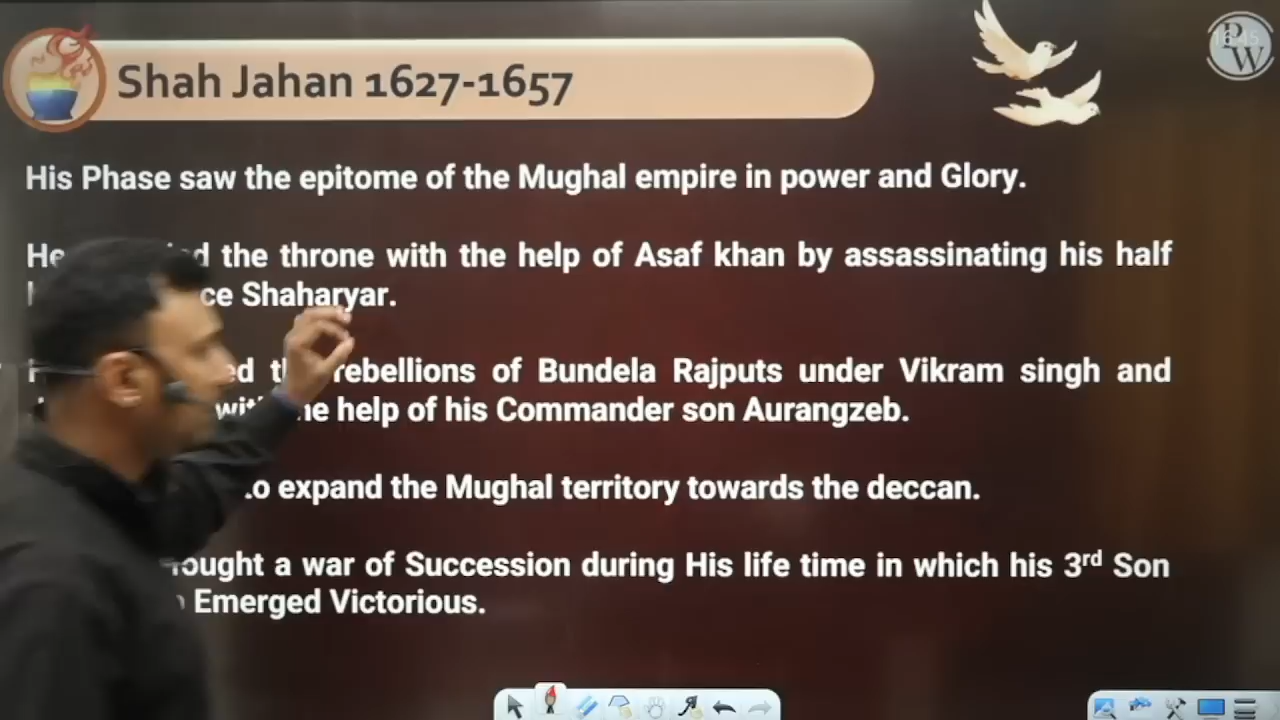 Shah Jahan 1627-1657
PW
His Phase saw the epitome of the Mughal empire in power and Glory.
He the throne with the help of Asaf khan by assassinating his half
Shaharyar.
rebellions of Bundela Rajputs under Vikram singh and
help of his Commander son Aurangzeb.
to expand the Mughal territory towards the deccan.
a war of Succession during His life time in which his 3rd Son
Emerged Victorious.